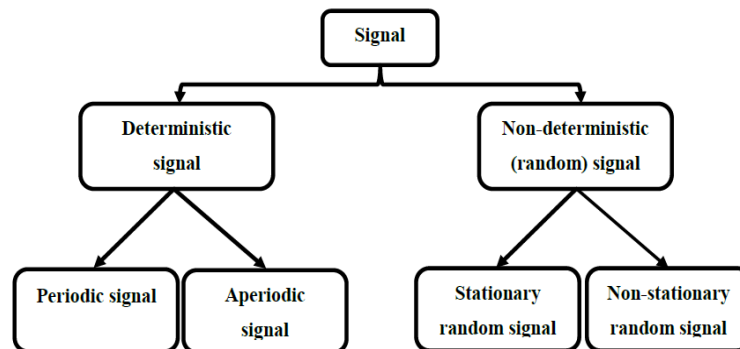 Signal
Deterministic
signal
Non-deterministic
(random) signal
Periodic signal
Aperiodic
signal
Stationary
random signal
Non-stationary
random signal